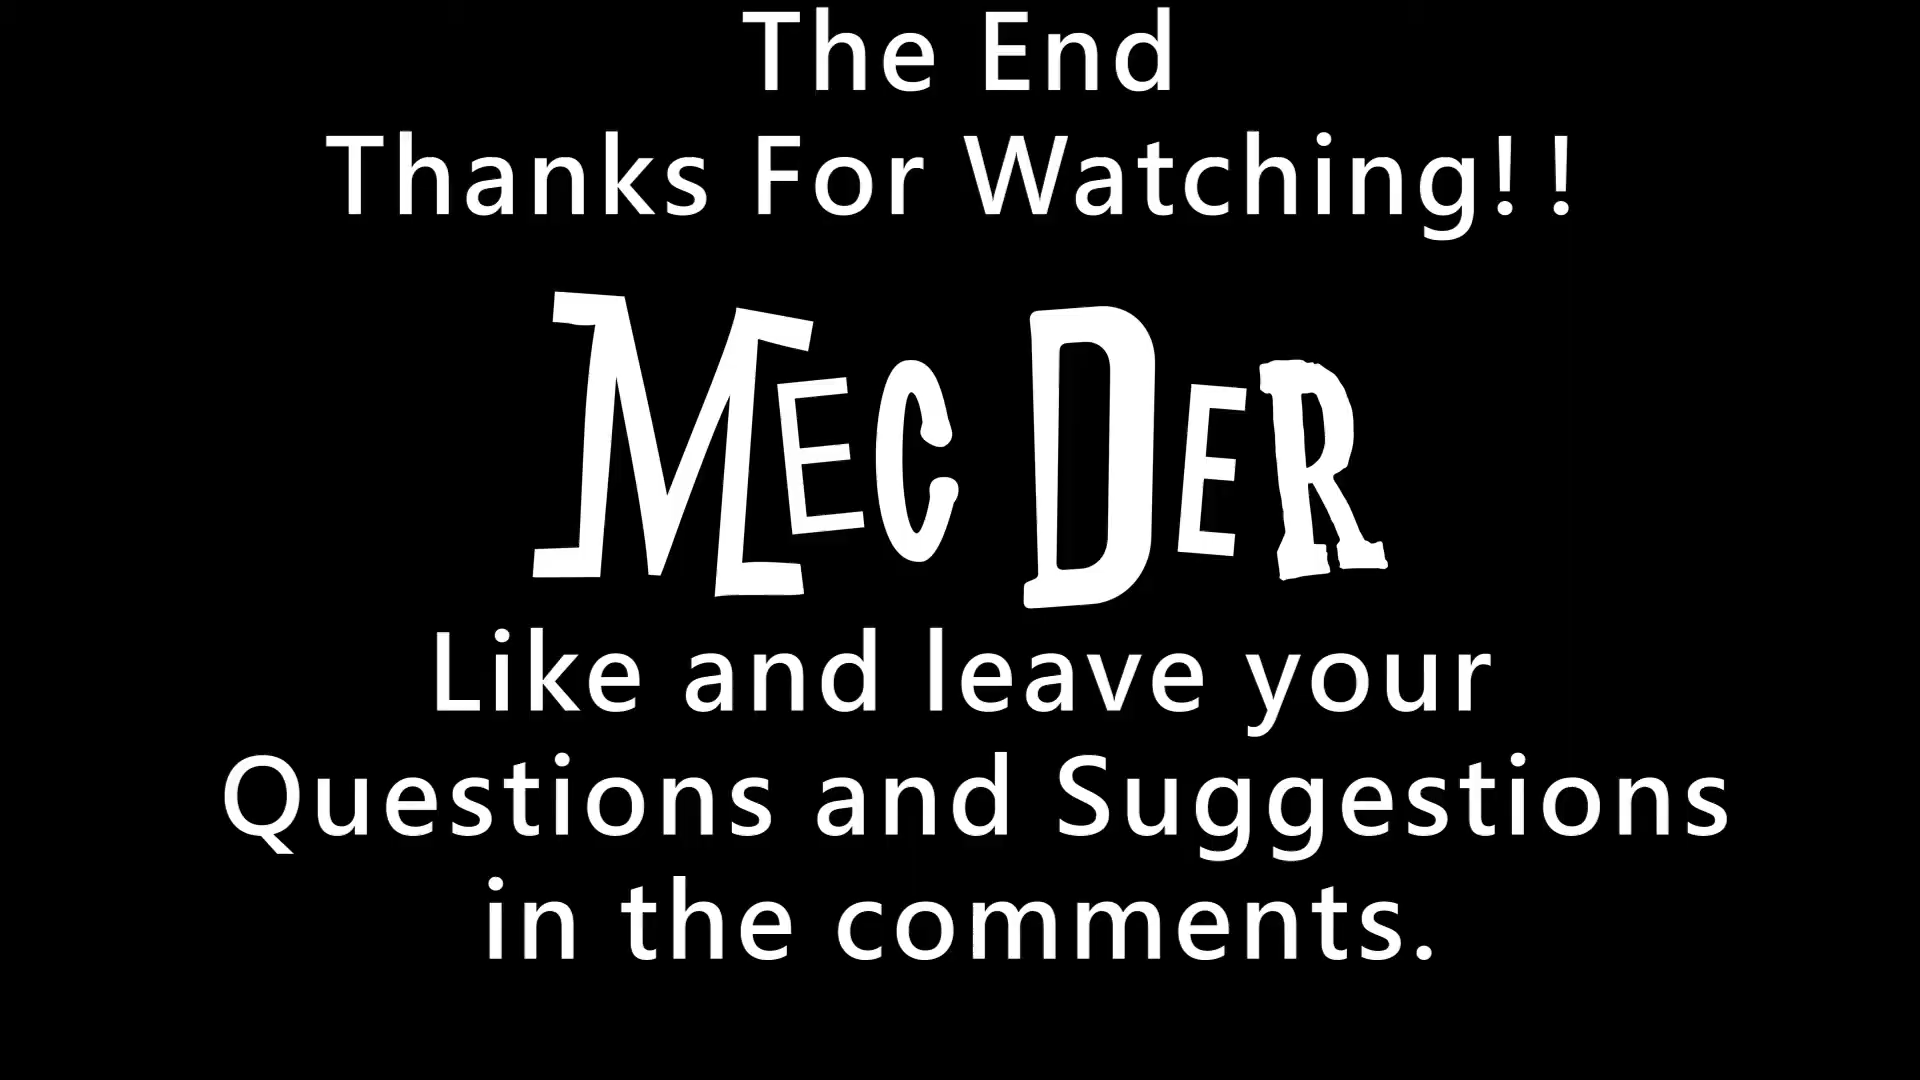 The End
Thanks For Watching!!
MEC DER
Like and leave your
Questions and Suggestions
in the comments.